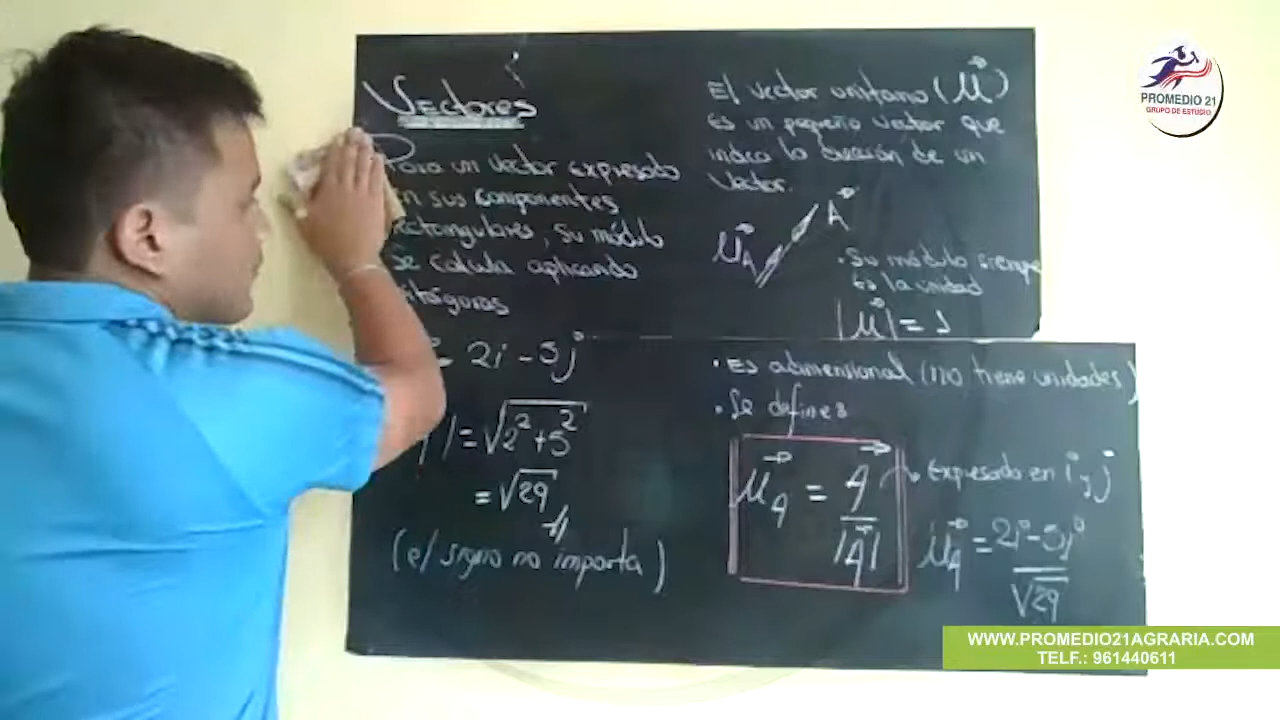 Vectores
Para un vector expresado
en sus componentes
rectangulares, su módulo
Se calcula aplicando
pitágoras
= 2i - 5j
| = √2² + 5²
= √29 //
(el signo no importa)
El vector unitario (μ⃗)
Es un pequeño vector que
indica la dirección de un
Vector.
A⃗
μ⃗A
· Su módulo siempre
Es la unidad
|μ⃗| = 1
· Es adimensional (no tiene unidades)
· Se define:
μ⃗A = A⃗ / |A⃗|
Expresado en i y j
μ⃗A = 2i - 5j / √29
PROMEDIO 21
GRUPO DE ESTUDIO
WWW.PROMEDIO21AGRARIA.COM
TELF.: 961440611